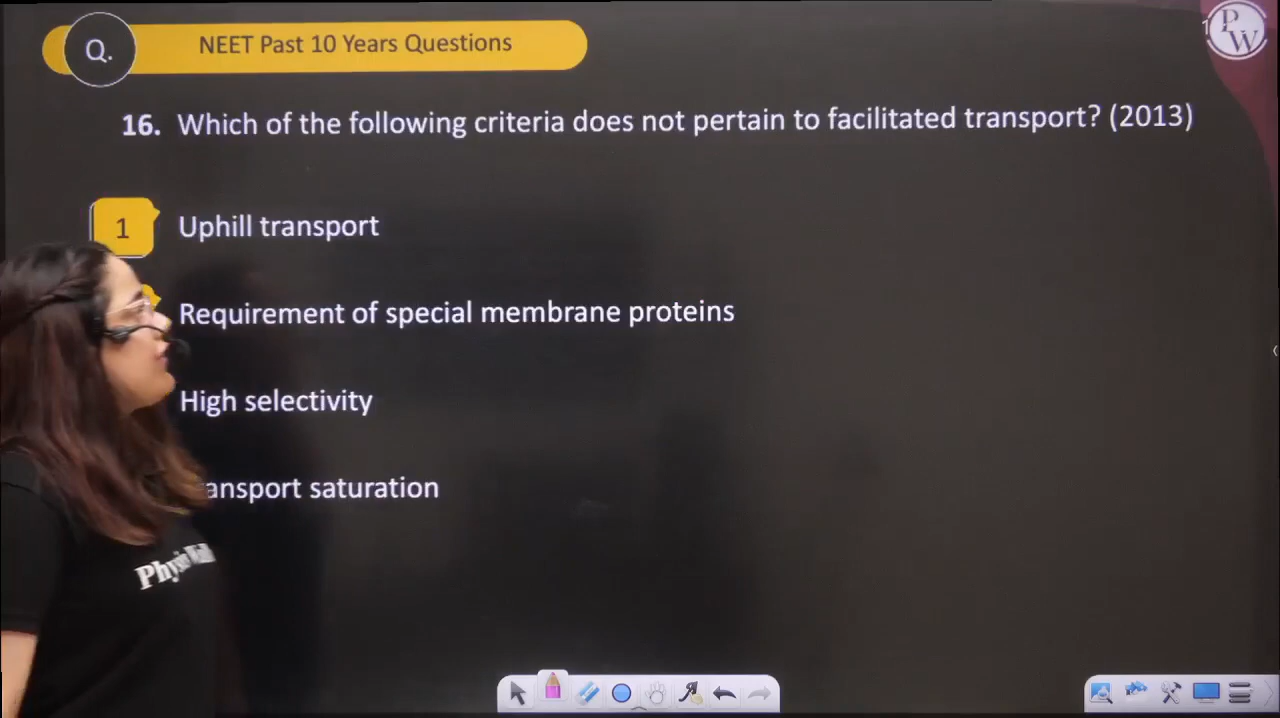 Q.
NEET Past 10 Years Questions
PW
16. Which of the following criteria does not pertain to facilitated transport? (2013)
1 Uphill transport
Requirement of special membrane proteins
High selectivity
saturation